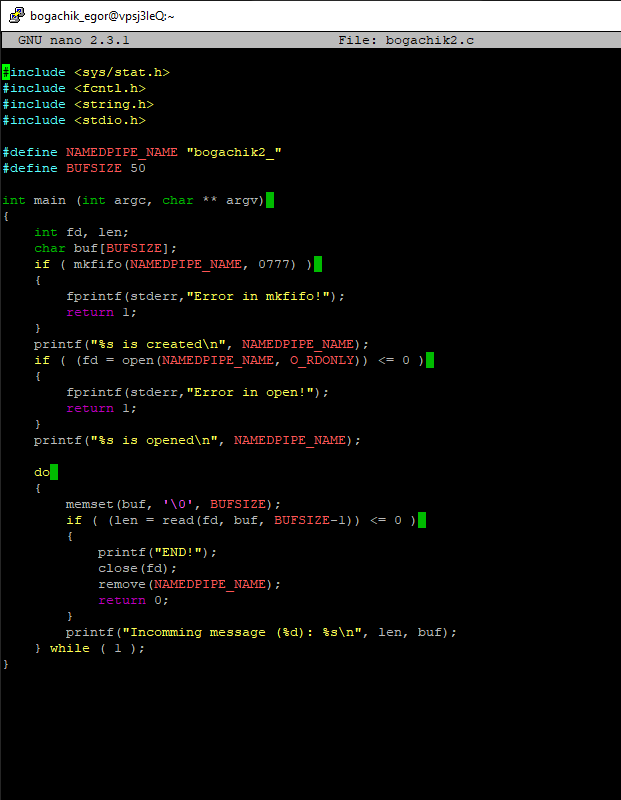 bogachik_egor@vpsj3leQ:~
GNU nano 2.3.1 File: bogachik2.c
#include <sys/stat.h>
#include <fcntl.h>
#include <string.h>
#include <stdio.h>
#define NAMEDPIPE_NAME "bogachik2_"
#define BUFSIZE 50
int main (int argc, char ** argv)
{
    int fd, len;
    char buf[BUFSIZE];
    if ( mkfifo(NAMEDPIPE_NAME, 0777) )
    {
        fprintf(stderr,"Error in mkfifo!");
        return 1;
    }
    printf("%s is created\n", NAMEDPIPE_NAME);
    if ( (fd = open(NAMEDPIPE_NAME, O_RDONLY)) <= 0 )
    {
        fprintf(stderr,"Error in open!");
        return 1;
    }
    printf("%s is opened\n", NAMEDPIPE_NAME);
    do
    {
        memset(buf, '\0', BUFSIZE);
        if ( (len = read(fd, buf, BUFSIZE-1)) <= 0 )
        {
            printf("END!");
            close(fd);
            remove(NAMEDPIPE_NAME);
            return 0;
        }
        printf("Incomming message (%d): %s\n", len, buf);
    } while ( 1 );
}